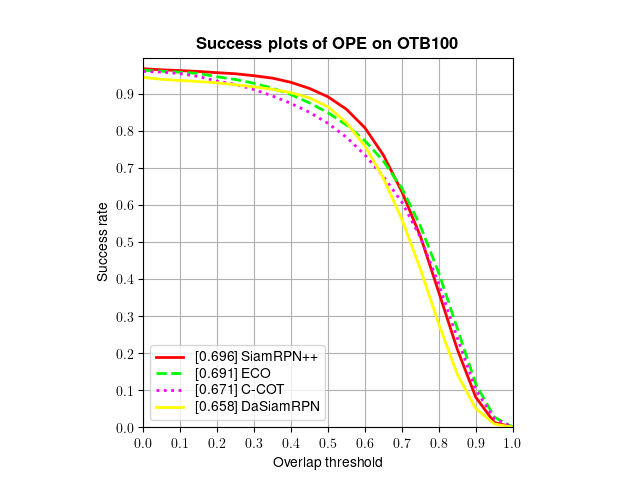 Success plots of OPE on OTB100
Success rate
0.9
0.8
0.7
0.6
0.5
0.4
0.3
0.2
0.1
0.0
[0.696] SiamRPN++
[0.691] ECO
[0.671] C-COT
[0.658] DaSiamRPN
0.0 0.1 0.2 0.3 0.4 0.5 0.6 0.7 0.8 0.9 1.0
Overlap threshold